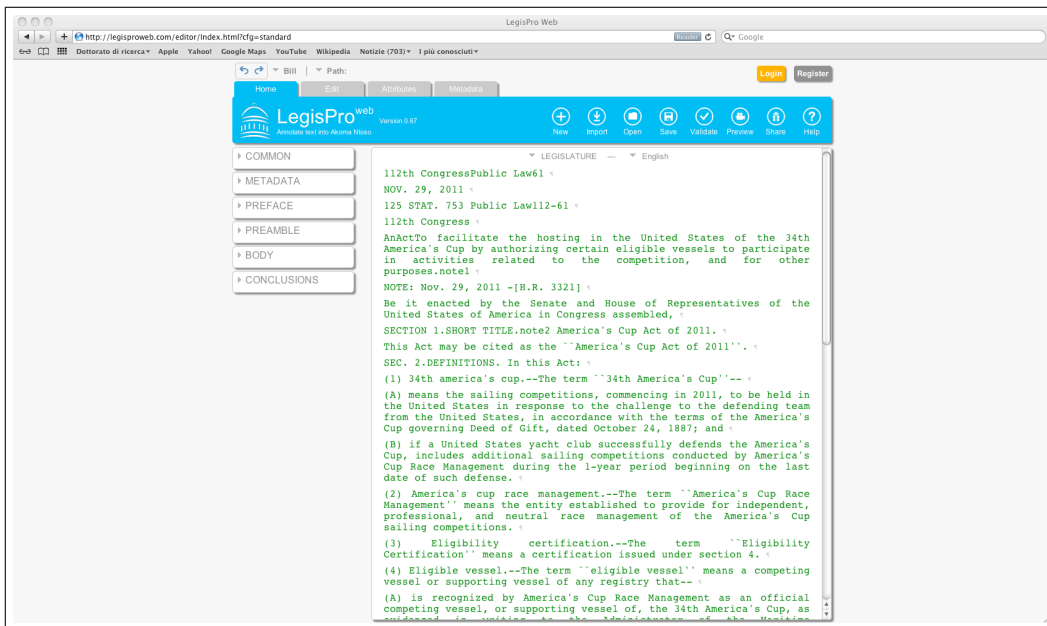 LegisPro Web
http://legisproweb.com/editor/Index.html?cfg=standard
Reader
Google
Dottorato di ricerca▾ Apple Yahoo! Google Maps YouTube Wikipedia Notizie (703)▾ I più conosciuti▾
Bill | Path:
Login Register
Home Edit Attributes Metadata
LegisPro web
Version 0.87
Annotate text into Akoma Ntoso
New Import Open Save Validate Preview Share Help
COMMON
METADATA
PREFACE
PREAMBLE
BODY
CONCLUSIONS
LEGISLATURE — English
112th CongressPublic Law61 ¶
NOV. 29, 2011 ¶
125 STAT. 753 Public Law112-61 ¶
112th Congress ¶
AnActTo facilitate the hosting in the United States of the 34th
America's Cup by authorizing certain eligible vessels to participate
in activities related to the competition, and for other
purposes.note1 ¶
NOTE: Nov. 29, 2011 -[H.R. 3321] ¶
Be it enacted by the Senate and House of Representatives of the
United States of America in Congress assembled, ¶
SECTION 1.SHORT TITLE.note2 America's Cup Act of 2011. ¶
This Act may be cited as the ``America's Cup Act of 2011''. ¶
SEC. 2.DEFINITIONS. In this Act: ¶
(1) 34th america's cup.--The term ``34th America's Cup''-- ¶
(A) means the sailing competitions, commencing in 2011, to be held in
the United States in response to the challenge to the defending team
from the United States, in accordance with the terms of the America's
Cup governing Deed of Gift, dated October 24, 1887; and ¶
(B) if a United States yacht club successfully defends the America's
Cup, includes additional sailing competitions conducted by America's
Cup Race Management during the 1-year period beginning on the last
date of such defense. ¶
(2) America's cup race management.--The term ``America's Cup Race
Management'' means the entity established to provide for independent,
professional, and neutral race management of the America's Cup
sailing competitions. ¶
(3) Eligibility certification.--The term ``Eligibility
Certification'' means a certification issued under section 4. ¶
(4) Eligible vessel.--The term ``eligible vessel'' means a competing
vessel or supporting vessel of any registry that-- ¶
(A) is recognized by America's Cup Race Management as an official
competing vessel, or supporting vessel of, the 34th America's Cup, as
evidenced in writing to the Administrator of the Maritime